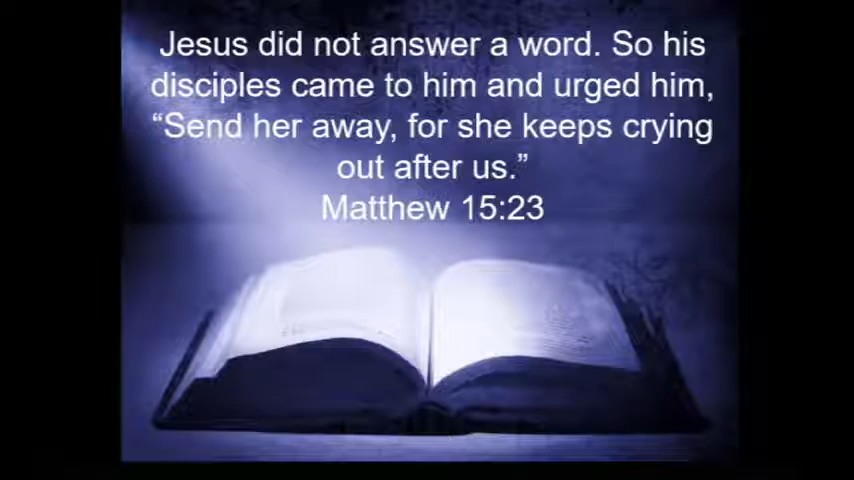 Jesus did not answer a word. So his
disciples came to him and urged him,
“Send her away, for she keeps crying
out after us.”
Matthew 15:23